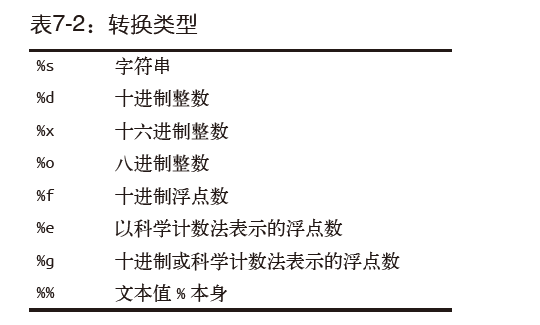 表7-2：转换类型
%s 字符串
%d 十进制整数
%x 十六进制整数
%o 八进制整数
%f 十进制浮点数
%e 以科学计数法表示的浮点数
%g 十进制或科学计数法表示的浮点数
%% 文本值 % 本身